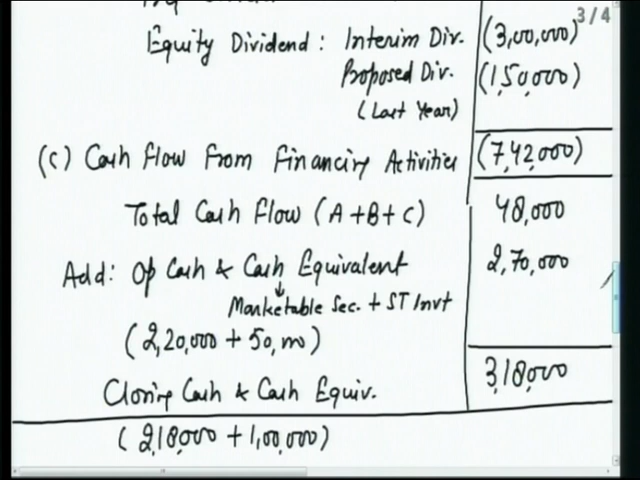 3/4
Equity Dividend : Interim Div. (3,00,000)
Proposed Div. (1,50,000)
(Last Year)
(C) Cash Flow From Financing Activities (7,42,000)
Total Cash Flow (A+B+C) 48,000
Add: Op Cash & Cash Equivalent 2,70,000
↓
Marketable Sec. + ST Invt
(2,20,000 + 50,000)
Closing Cash & Cash Equiv. 3,18,000
(2,18,000 + 1,00,000)